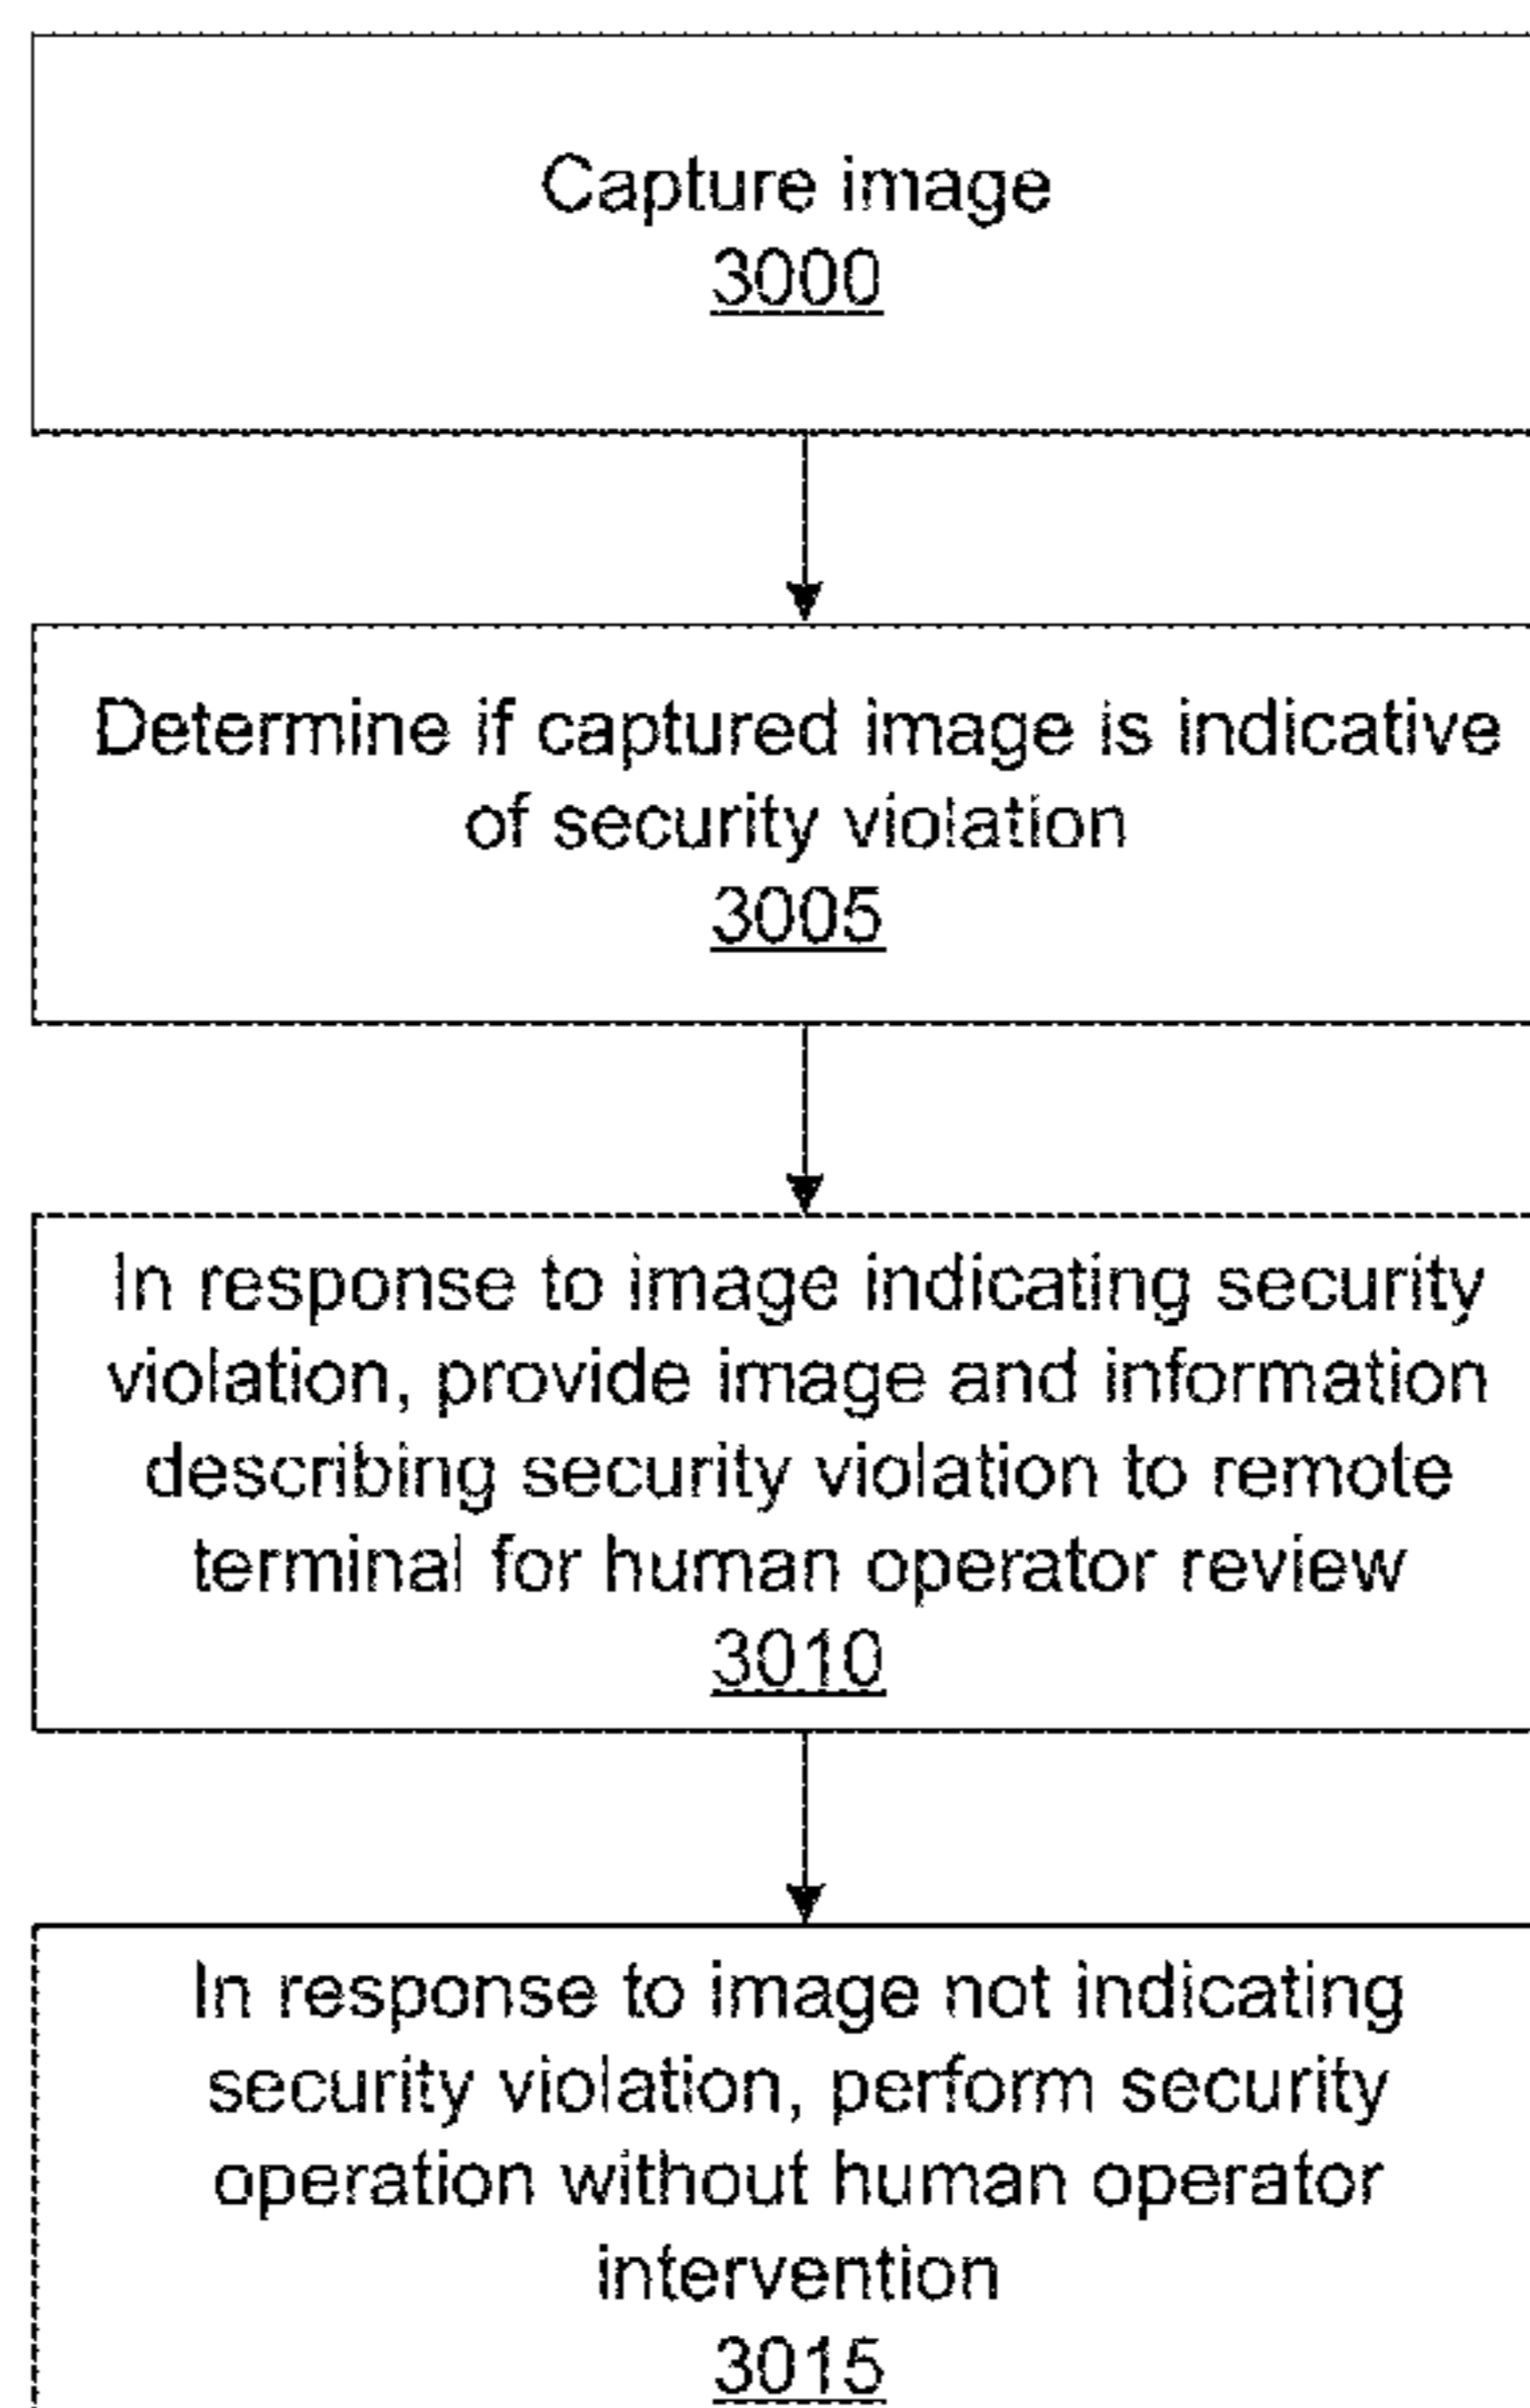 Capture image
3000
Determine if captured image is indicative
of security violation
3005
In response to image indicating security
violation, provide image and information
describing security violation to remote
terminal for human operator review
3010
In response to image not indicating
security violation, perform security
operation without human operator
intervention
3015